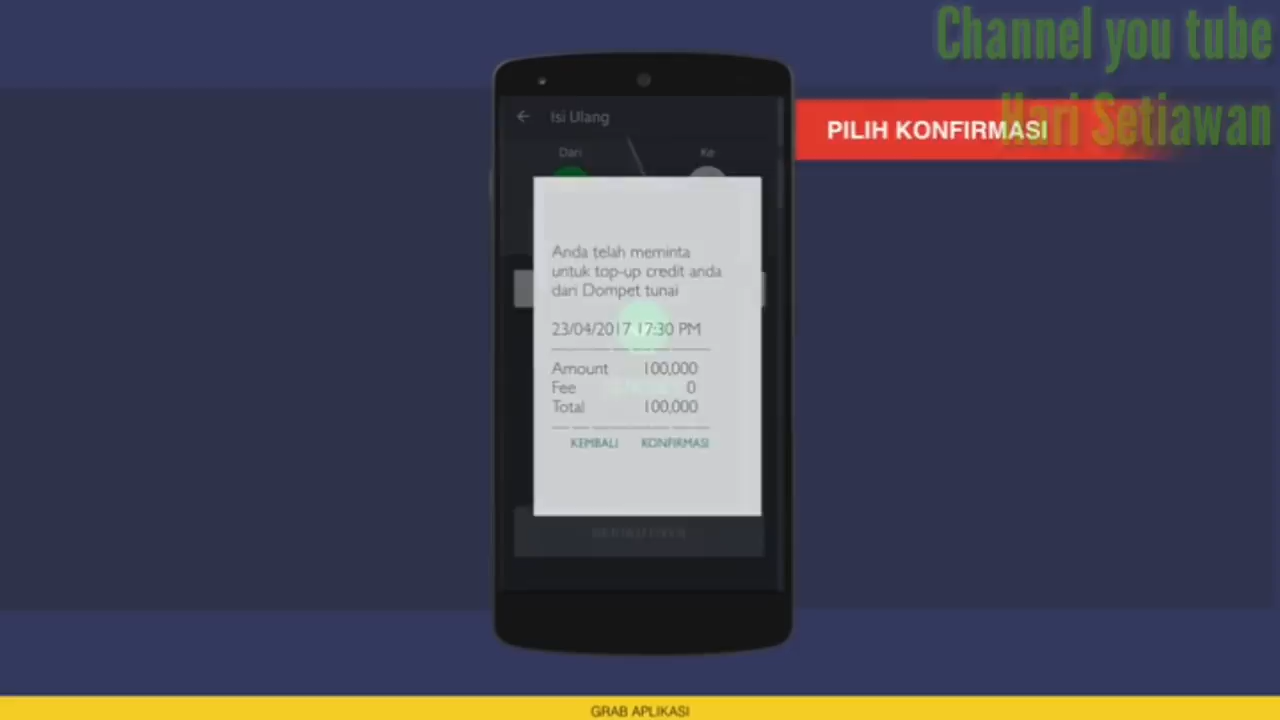 Channel you tube
Hari Setiawan
PILIH KONFIRMASI
Isi Ulang
Dari
Ke
Anda telah meminta
untuk top-up credit anda
dari Dompet tunai
23/04/2017 17:30 PM
Amount 100,000
Fee 0
Total 100,000
KEMBALI KONFIRMASI
GRAB APLIKASI